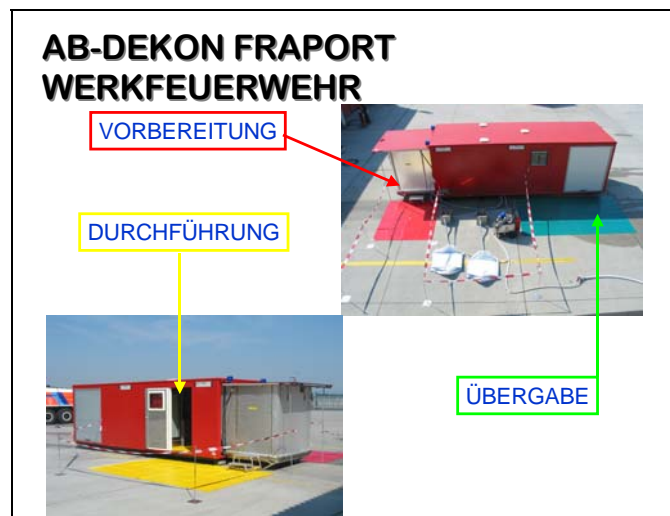 AB-DEKON FRAPORT
WERKFEUERWEHR
VORBEREITUNG
DURCHFÜHRUNG
ÜBERGABE